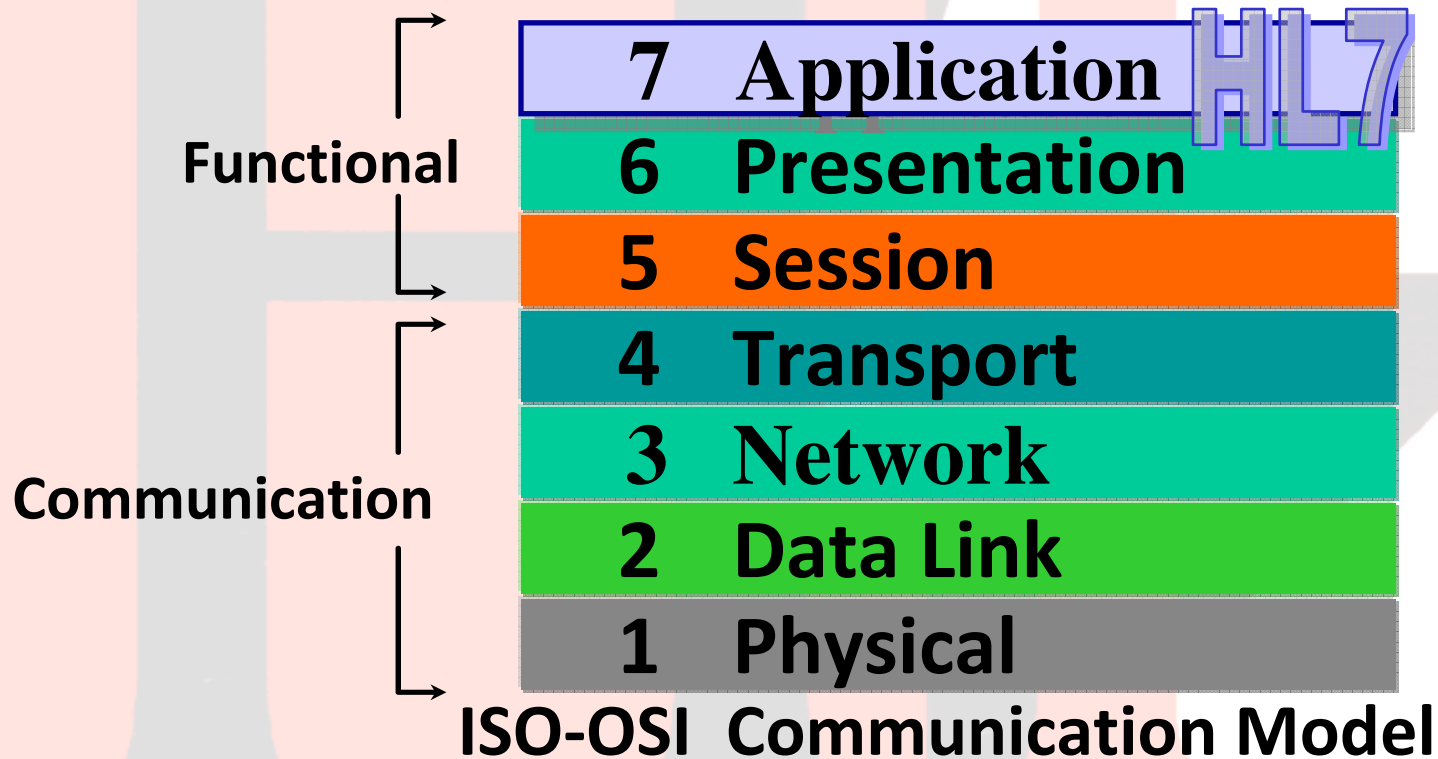 7 Application HL7
Functional
6 Presentation
5 Session
4 Transport
3 Network
Communication
2 Data Link
1 Physical
ISO-OSI Communication Model